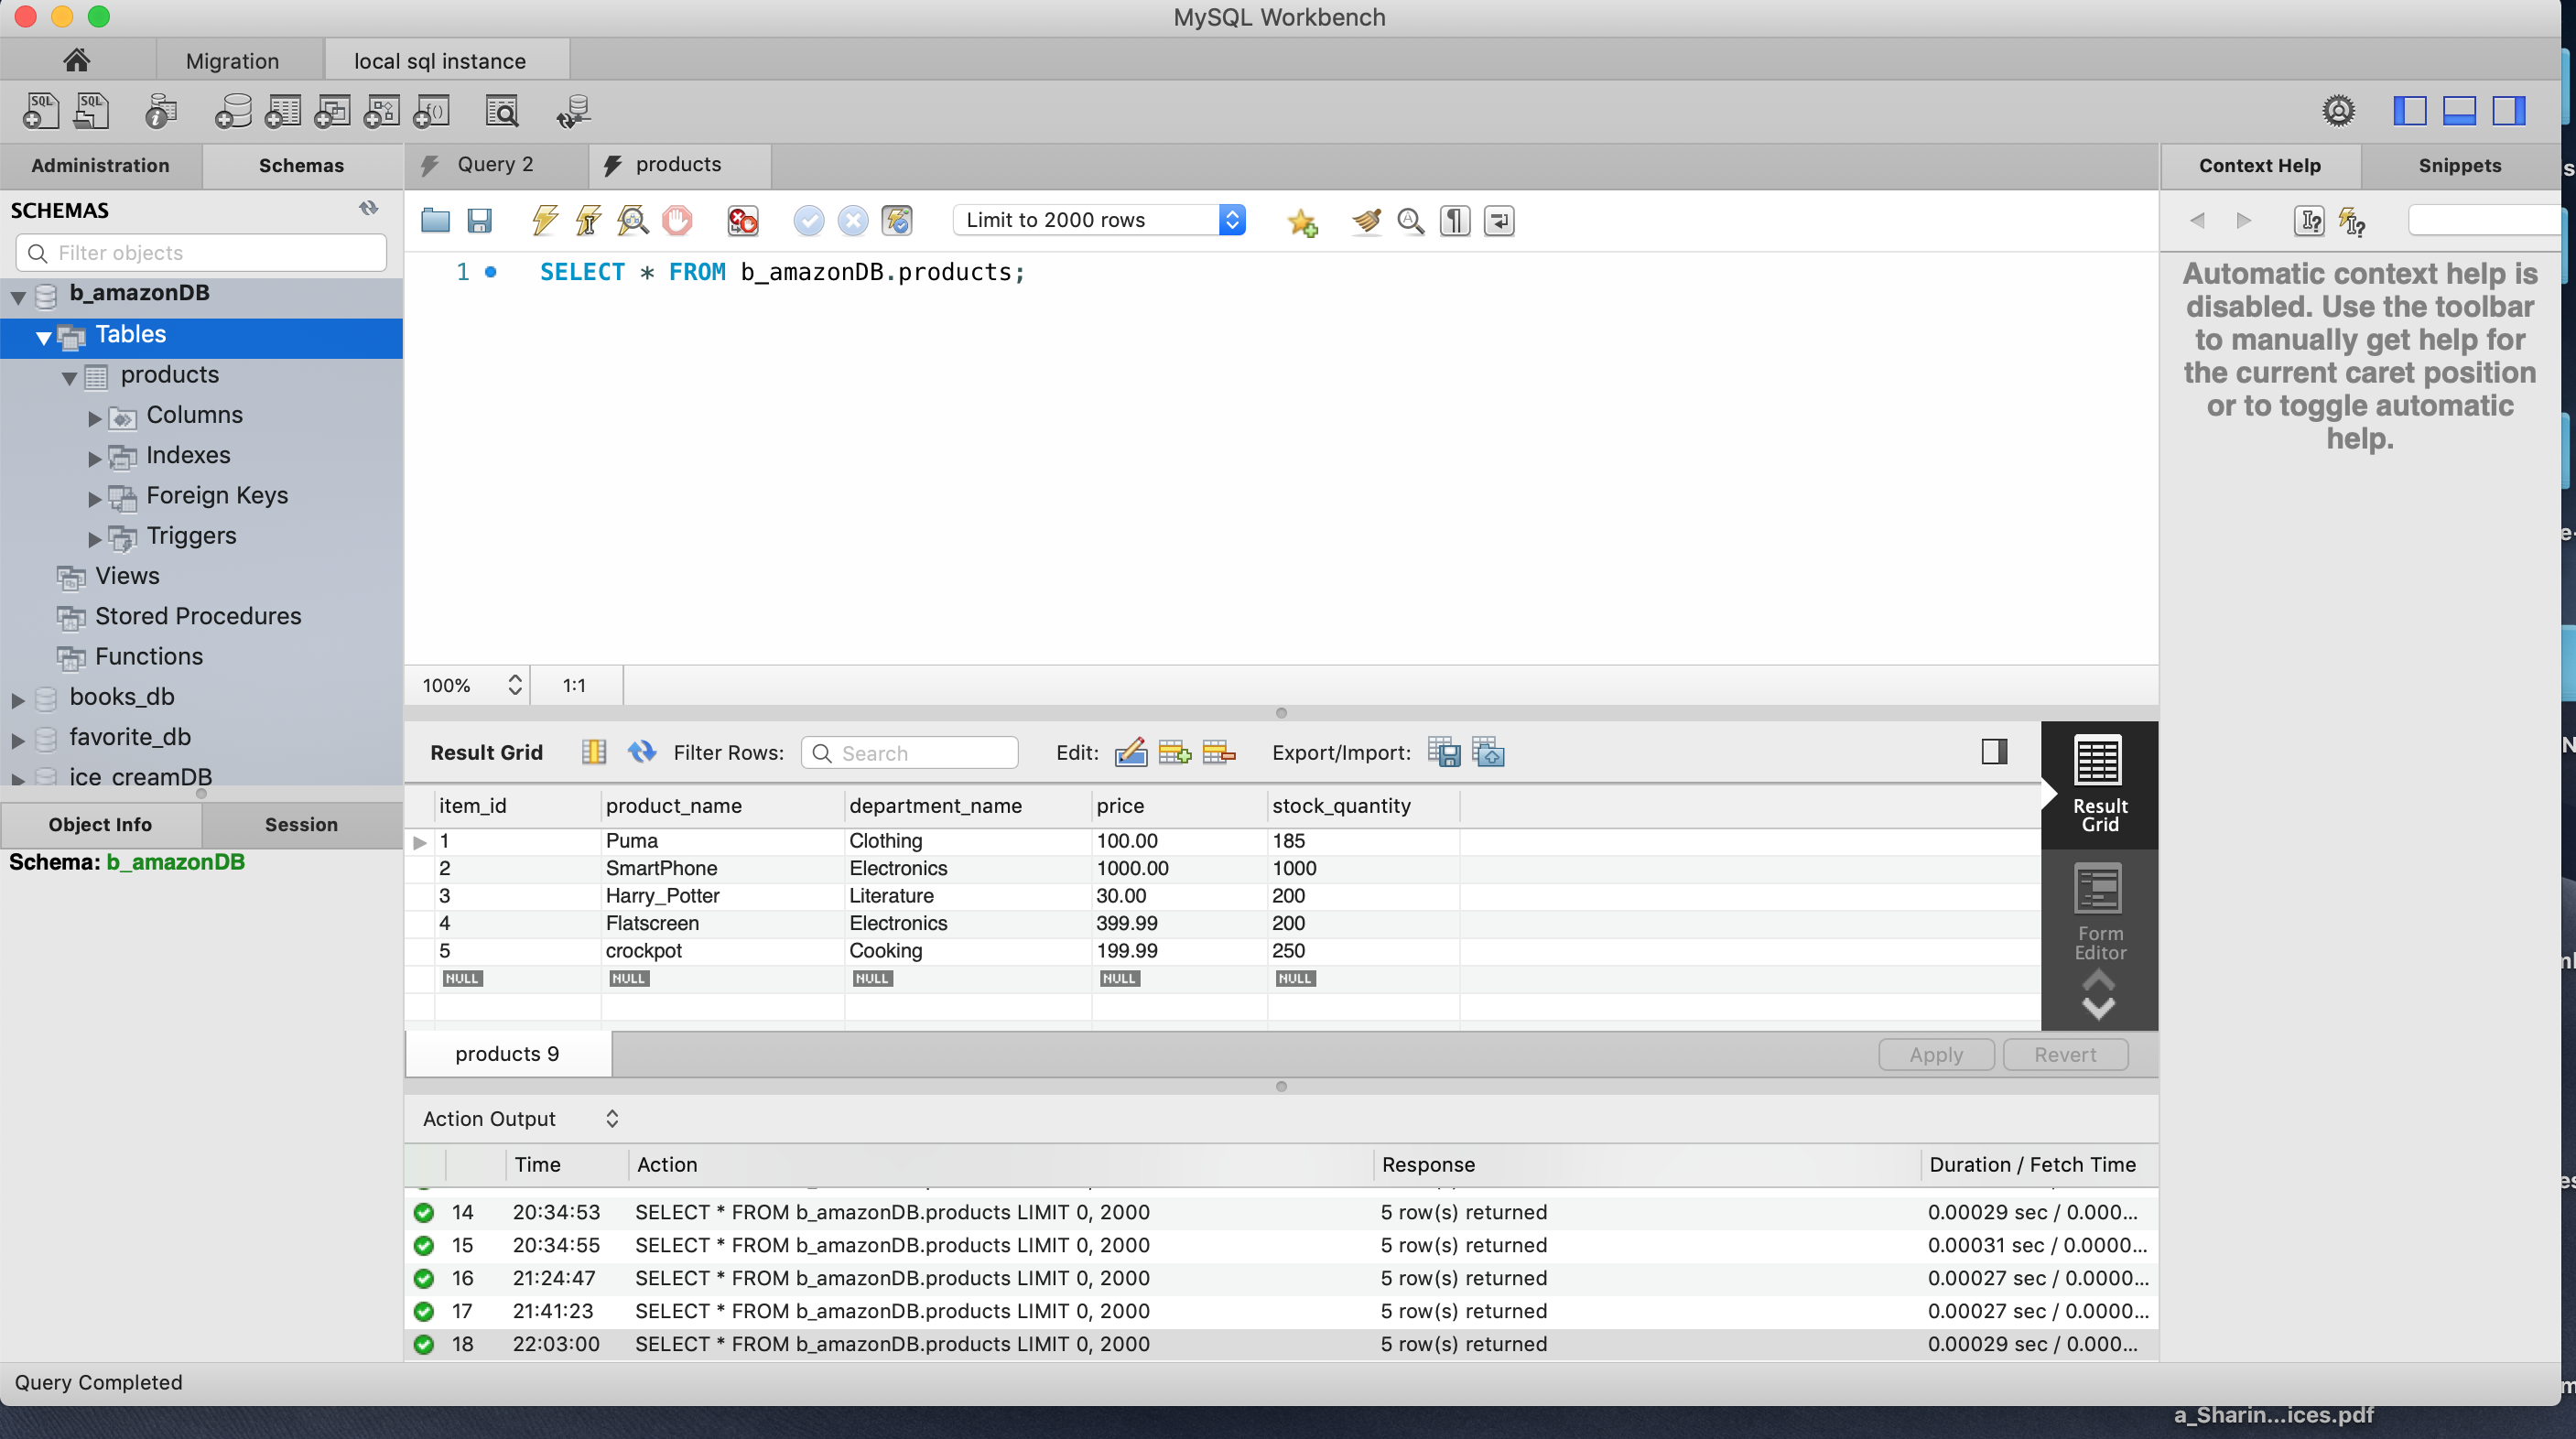 MySQL Workbench
Migration
local sql instance
Administration
Schemas
Query 2
products
Context Help
Snippets
SCHEMAS
Filter objects
Limit to 2000 rows
1
SELECT * FROM b_amazonDB.products;
Automatic context help is
disabled. Use the toolbar
to manually get help for
the current caret position
or to toggle automatic
help.
b_amazonDB
Tables
products
Columns
Indexes
Foreign Keys
Triggers
Views
Stored Procedures
Functions
books_db
favorite_db
ice_creamDB
100%
1:1
Result Grid
Filter Rows:
Search
Edit:
Export/Import:
Result
Grid
Form
Editor
item_id product_name department_name price stock_quantity
1 Puma Clothing 100.00 185
2 SmartPhone Electronics 1000.00 1000
3 Harry_Potter Literature 30.00 200
4 Flatscreen Electronics 399.99 200
5 crockpot Cooking 199.99 250
NULL NULL NULL NULL NULL
Object Info
Session
Schema: b_amazonDB
products 9
Apply
Revert
Action Output
Time Action Response Duration / Fetch Time
14 20:34:53 SELECT * FROM b_amazonDB.products LIMIT 0, 2000 5 row(s) returned 0.00029 sec / 0.000...
15 20:34:55 SELECT * FROM b_amazonDB.products LIMIT 0, 2000 5 row(s) returned 0.00031 sec / 0.0000...
16 21:24:47 SELECT * FROM b_amazonDB.products LIMIT 0, 2000 5 row(s) returned 0.00027 sec / 0.0000...
17 21:41:23 SELECT * FROM b_amazonDB.products LIMIT 0, 2000 5 row(s) returned 0.00027 sec / 0.0000...
18 22:03:00 SELECT * FROM b_amazonDB.products LIMIT 0, 2000 5 row(s) returned 0.00029 sec / 0.000...
Query Completed
a_Sharin...ices.pdf